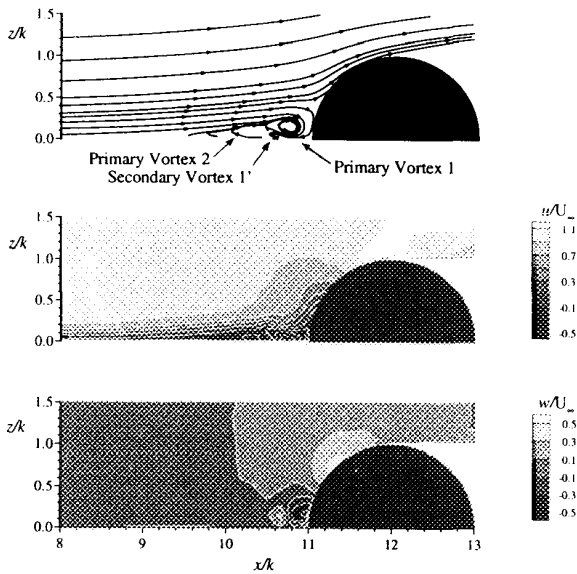 z/k
1.5
1.0
0.5
0.0
Primary Vortex 2
Secondary Vortex 1'
Primary Vortex 1
z/k
1.5
1.0
0.5
0.0
u/U∞
1.1
0.7
0.3
-0.1
-0.5
z/k
1.5
1.0
0.5
0.0
8 9 10 11 12 13
x/k
w/U∞
0.5
0.3
0.1
-0.1
-0.3
-0.5